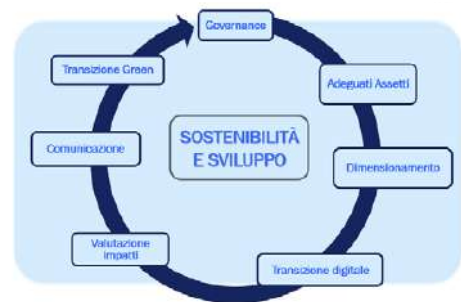 Governance
Transizione Green
Adeguati Assetti
SOSTENIBILITÀ
E SVILUPPO
Comunicazione
Dimensionamento
Valutazione
impatti
Transizione digitale